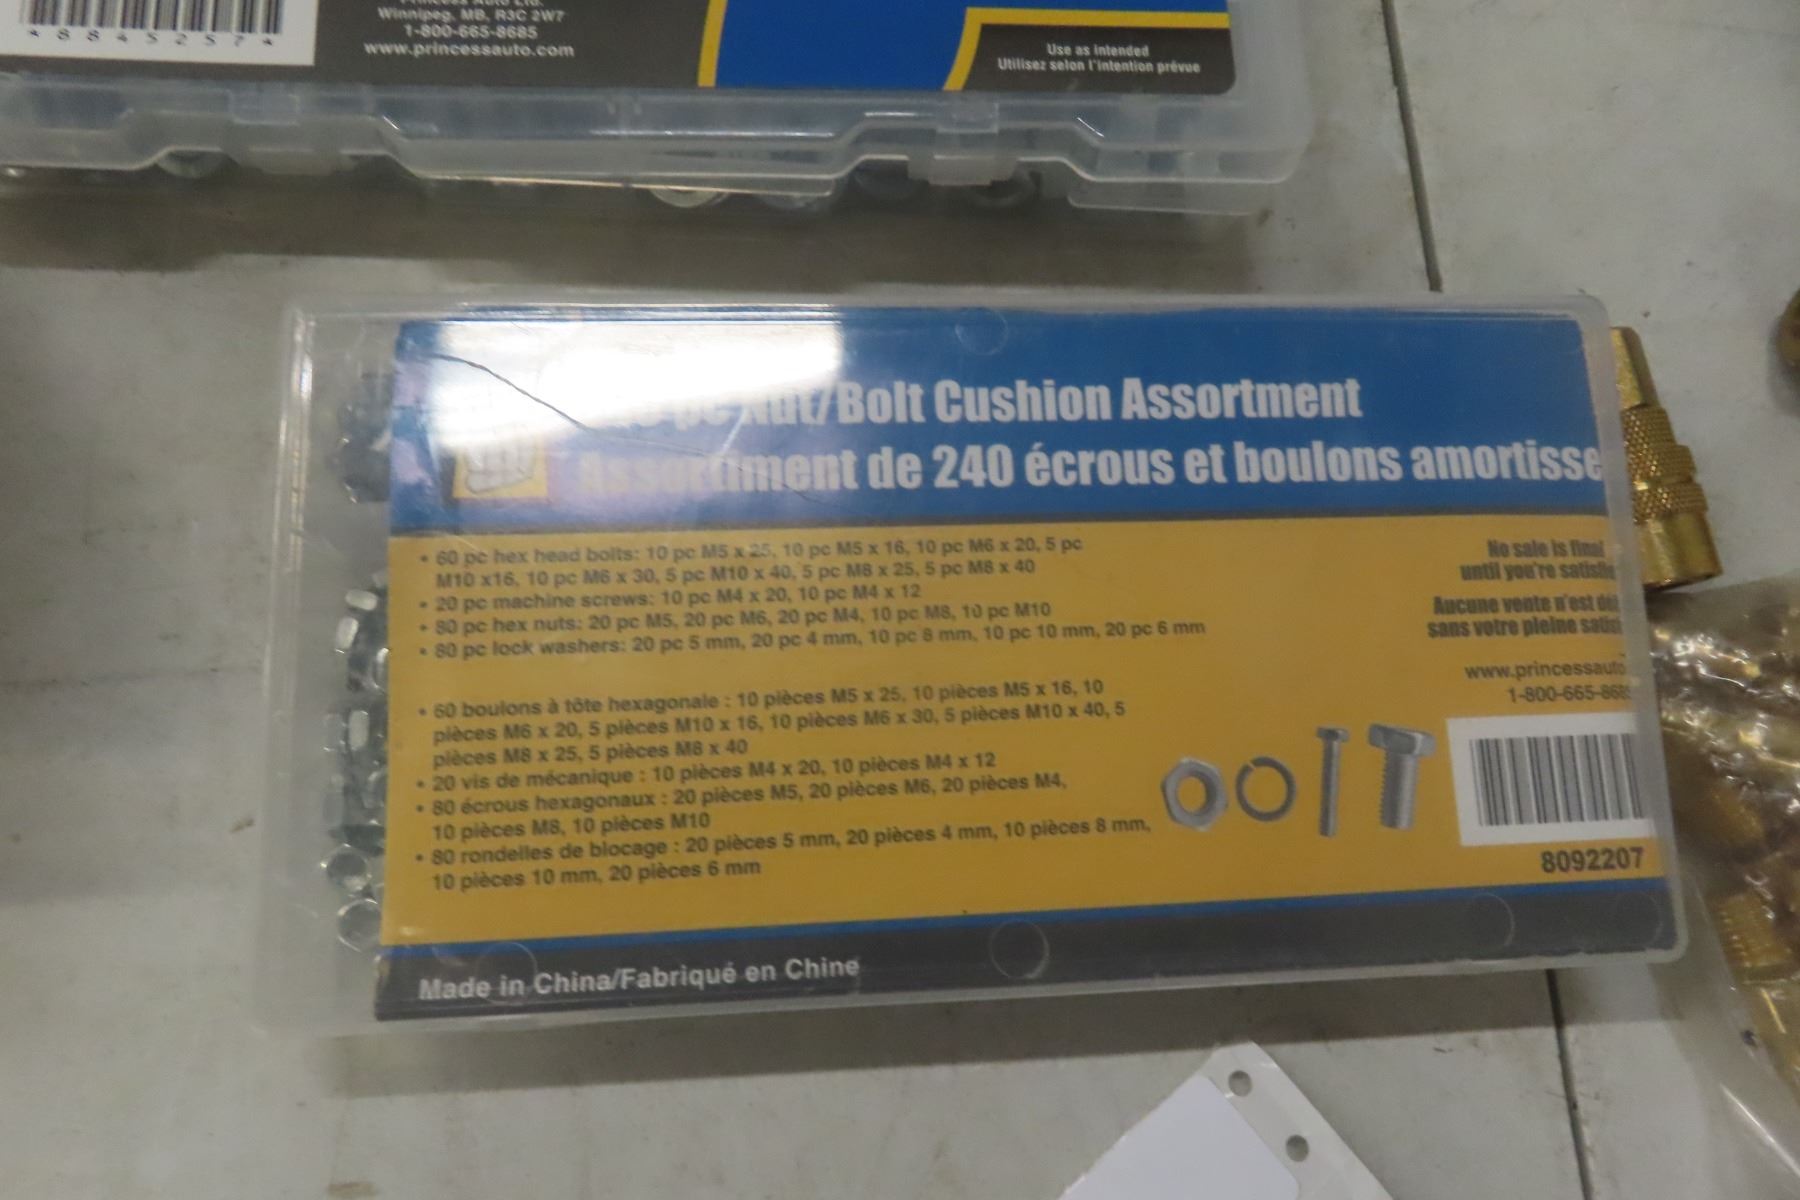 *8845257*
Princess Auto Ltd.
Winnipeg, MB, R3C 2W7
1-800-665-8685
www.princessauto.com
Use as intended
Utilisez selon l'intention prévue
pc Nut/Bolt Cushion Assortment
Assortiment de 240 écrous et boulons amortisse
• 60 pc hex head bolts: 10 pc M5 x 25, 10 pc M5 x 16, 10 pc M6 x 20, 5 pc
M10 x16, 10 pc M6 x 30, 5 pc M10 x 40, 5 pc M8 x 25, 5 pc M8 x 40
• 20 pc machine screws: 10 pc M4 x 20, 10 pc M4 x 12
• 80 pc hex nuts: 20 pc M5, 20 pc M6, 20 pc M4, 10 pc M8, 10 pc M10
• 80 pc lock washers: 20 pc 5 mm, 20 pc 4 mm, 10 pc 8 mm, 10 pc 10 mm, 20 pc 6 mm
• 60 boulons à tôte hexagonale : 10 pièces M5 x 25, 10 pièces M5 x 16, 10
pièces M6 x 20, 5 pièces M10 x 16, 10 pièces M6 x 30, 5 pièces M10 x 40, 5
pièces M8 x 25, 5 pièces M8 x 40
• 20 vis de mécanique : 10 pièces M4 x 20, 10 pièces M4 x 12
• 80 écrous hexagonaux : 20 pièces M5, 20 pièces M6, 20 pièces M4,
10 pièces M8, 10 pièces M10
• 80 rondelles de blocage : 20 pièces 5 mm, 20 pièces 4 mm, 10 pièces 8 mm,
10 pièces 10 mm, 20 pièces 6 mm
No sale is final
until you're satisfie
Aucune vente n'est dé
sans votre pleine satis
www.princessauto
1-800-665-868
8092207
Made in China/Fabriqué en Chine